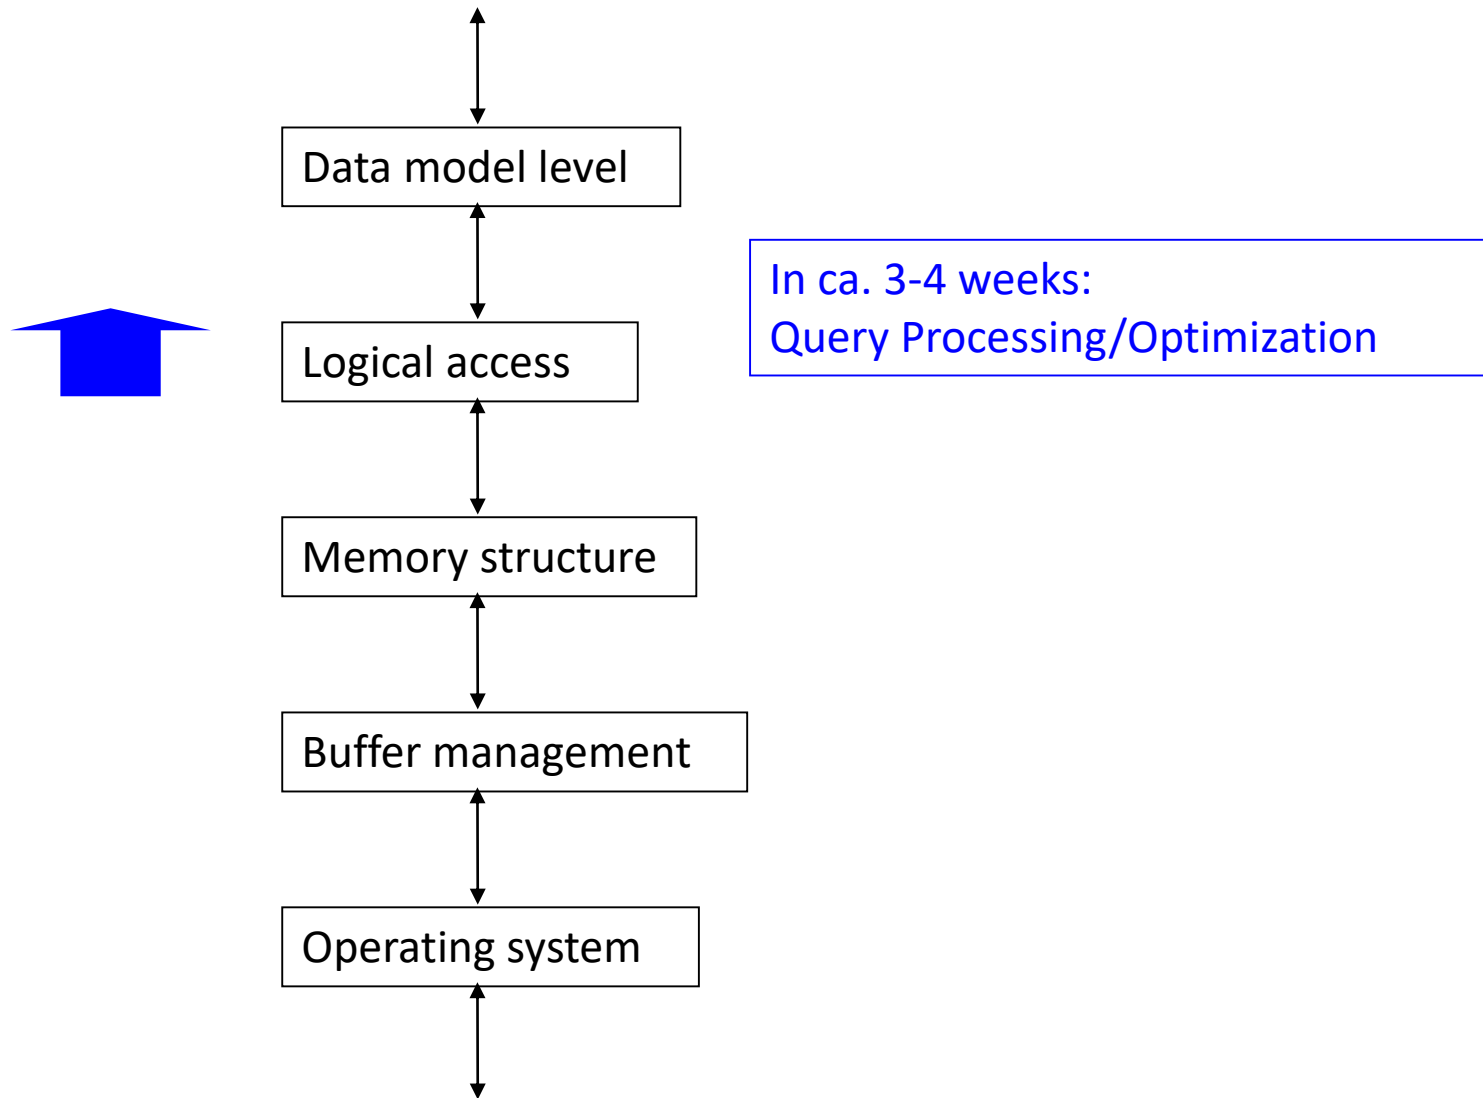 Data model level
In ca. 3-4 weeks:
Query Processing/Optimization
Logical access
Memory structure
Buffer management
Operating system